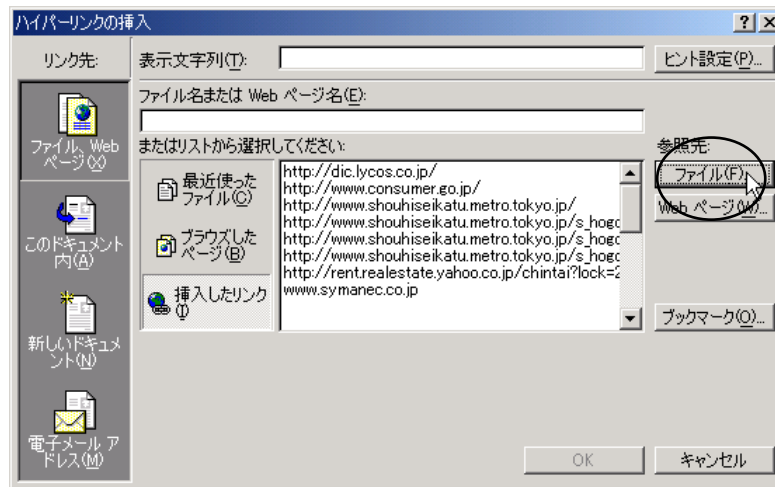 ハイパーリンクの挿入
リンク先:
表示文字列(T):
ヒント設定(P)...
ファイル名または Web ページ名(E):
ファイル、Web
ページ(X)
またはリストから選択してください:
参照先:
最近使った
ファイル(C)
ブラウズした
ページ(B)
挿入したリンク
(I)
http://dic.lycos.co.jp/
http://www.consumer.go.jp/
http://www.shouhiseikatu.metro.tokyo.jp/
http://www.shouhiseikatu.metro.tokyo.jp/s_hogo
http://www.shouhiseikatu.metro.tokyo.jp/s_hogo
http://www.shouhiseikatu.metro.tokyo.jp/s_hogo
http://rent.realestate.yahoo.co.jp/chintai?lock=2
www.symanec.co.jp
ファイル(F)...
Web ページ(W)...
ブックマーク(O)...
このドキュメント
内(A)
新しいドキュメ
ント(N)
電子メール ア
ドレス(M)
OK
キャンセル